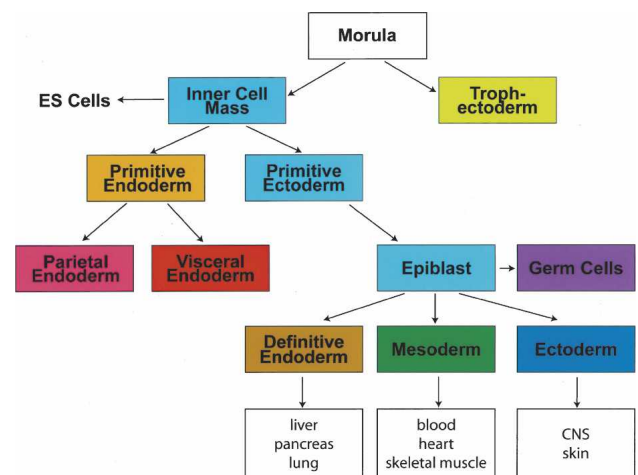 Morula
ES Cells
Inner Cell
Mass
Troph-
ectoderm
Primitive
Endoderm
Primitive
Ectoderm
Parietal
Endoderm
Visceral
Endoderm
Epiblast
Germ Cells
Definitive
Endoderm
Mesoderm
Ectoderm
liver
pancreas
lung
blood
heart
skeletal muscle
CNS
skin